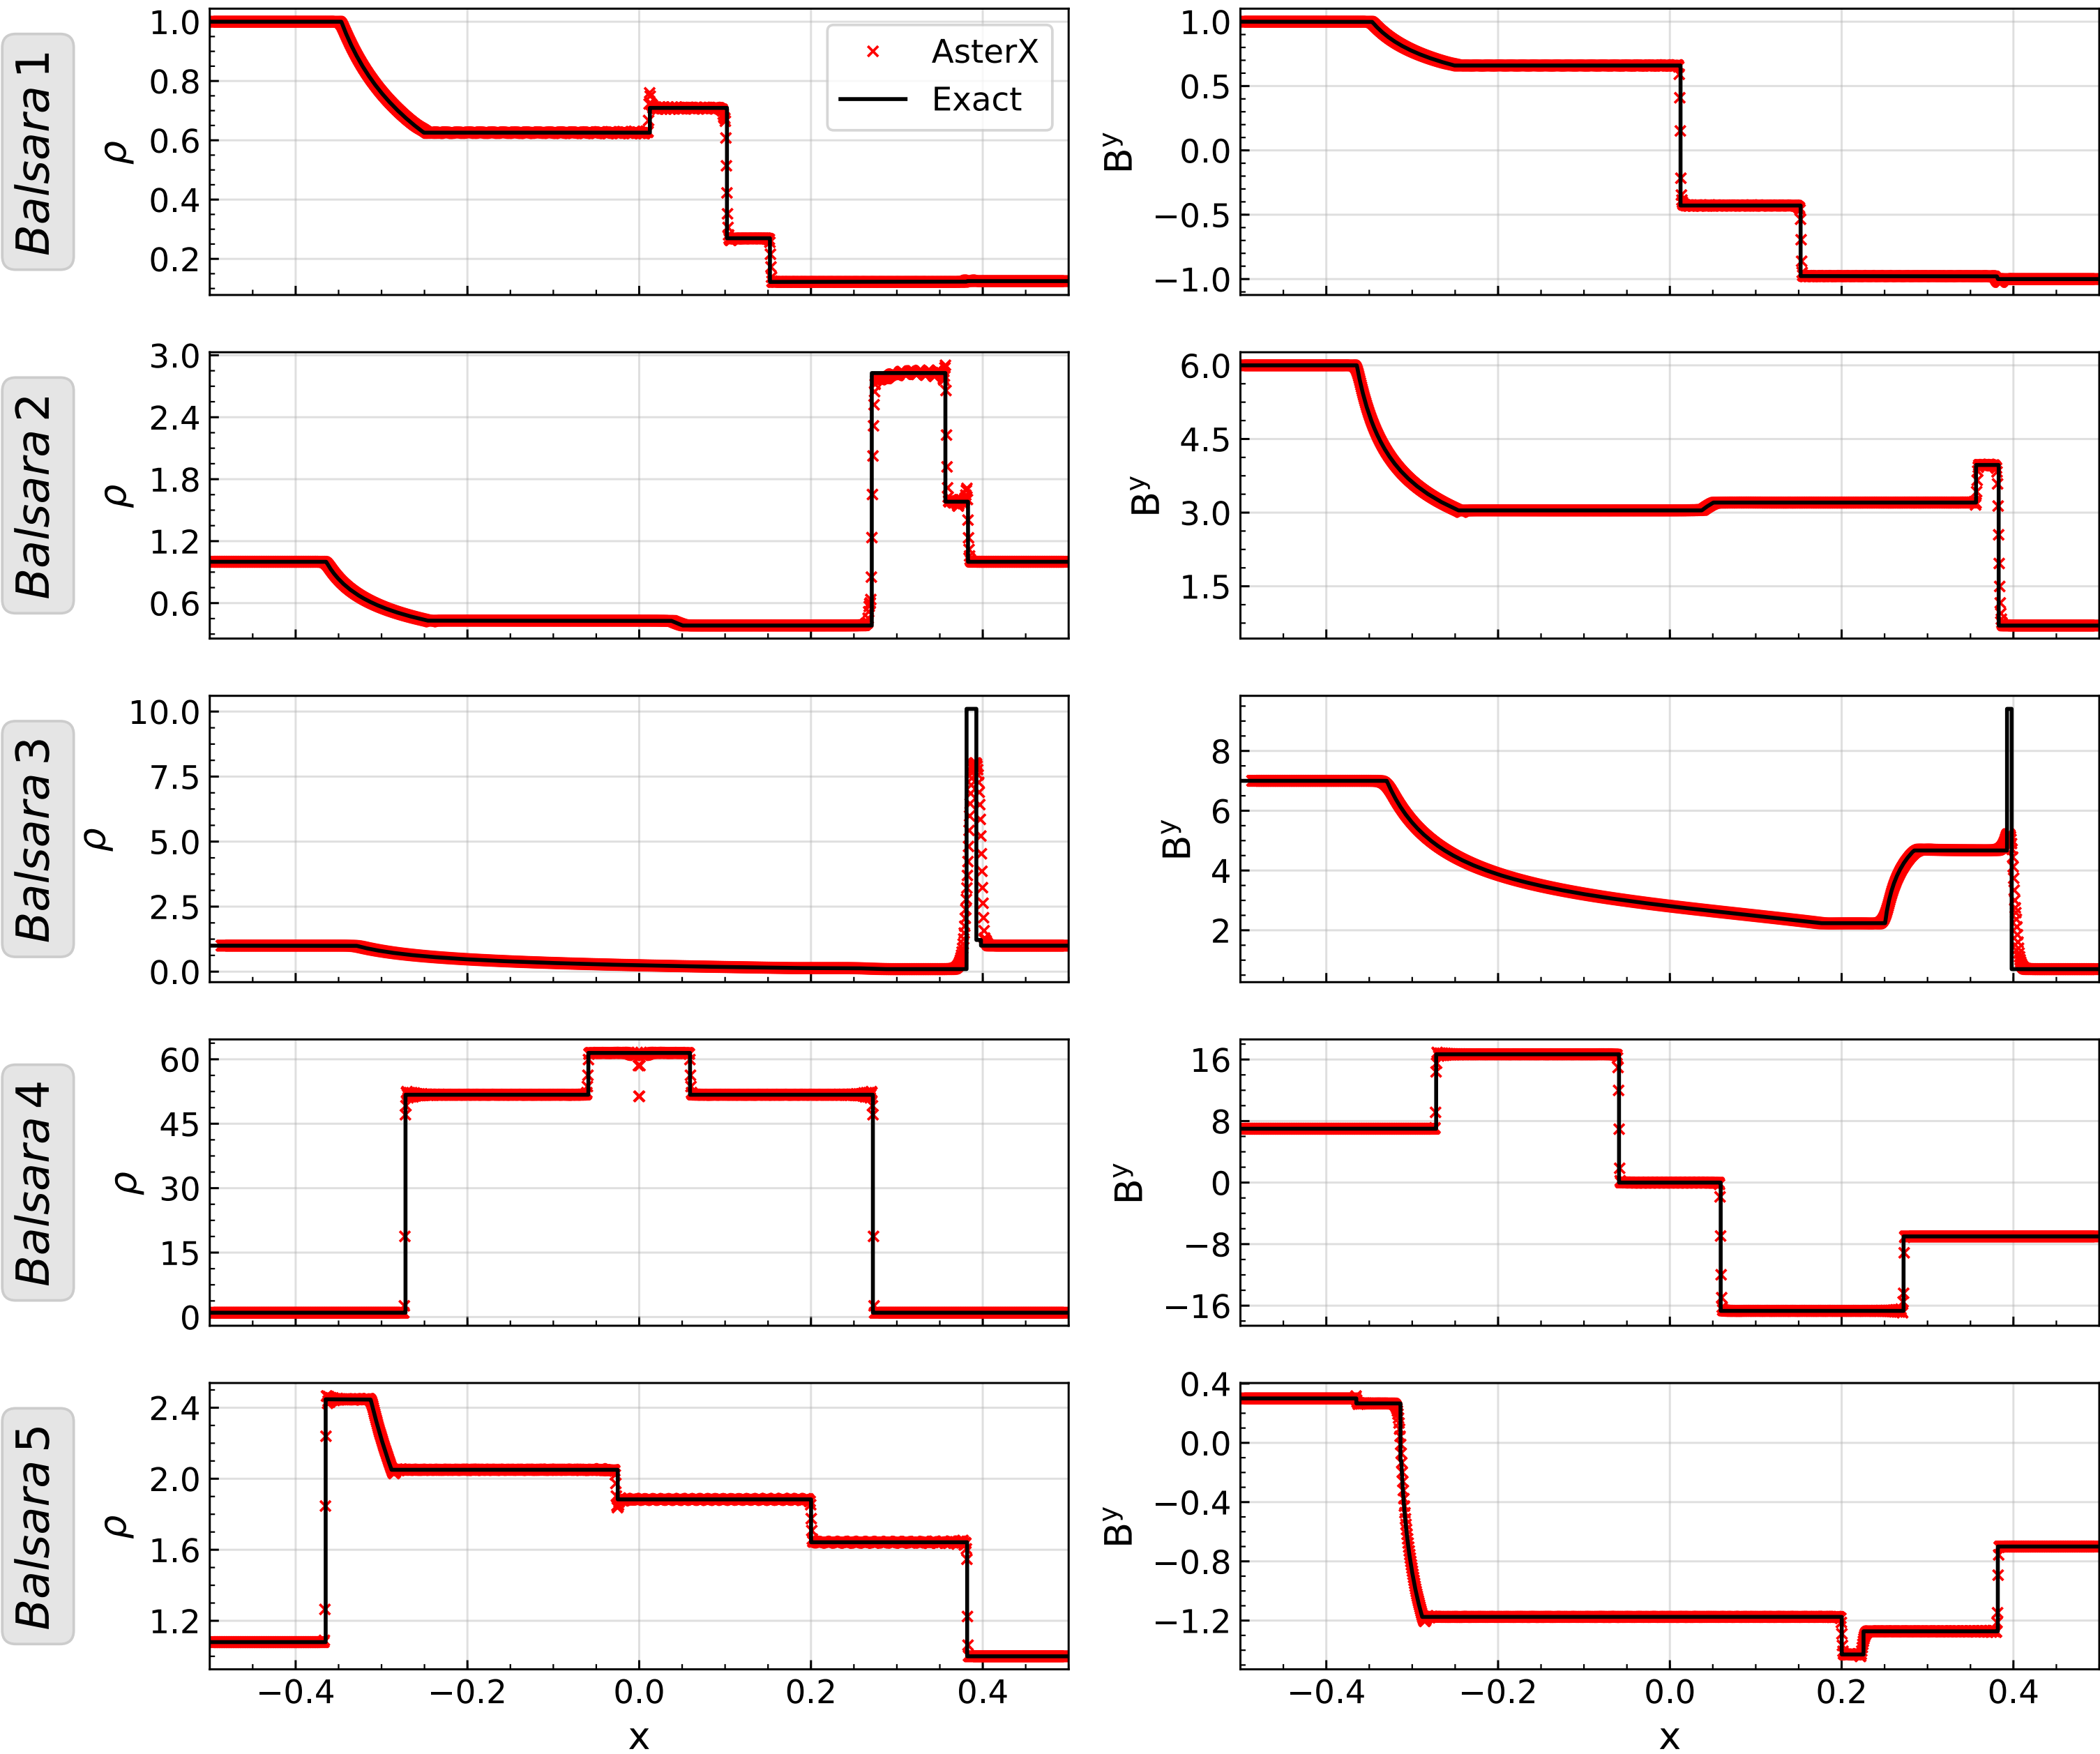 Balsara 1
ρ
1.0
0.8
0.6
0.4
0.2
AsterX
Exact
B^y
1.0
0.5
0.0
−0.5
−1.0
Balsara 2
ρ
3.0
2.4
1.8
1.2
0.6
B^y
6.0
4.5
3.0
1.5
Balsara 3
ρ
10.0
7.5
5.0
2.5
0.0
B^y
8
6
4
2
Balsara 4
ρ
60
45
30
15
0
B^y
16
8
0
−8
−16
Balsara 5
ρ
2.4
2.0
1.6
1.2
B^y
0.4
0.0
−0.4
−0.8
−1.2
−0.4 −0.2 0.0 0.2 0.4
−0.4 −0.2 0.0 0.2 0.4
x
x